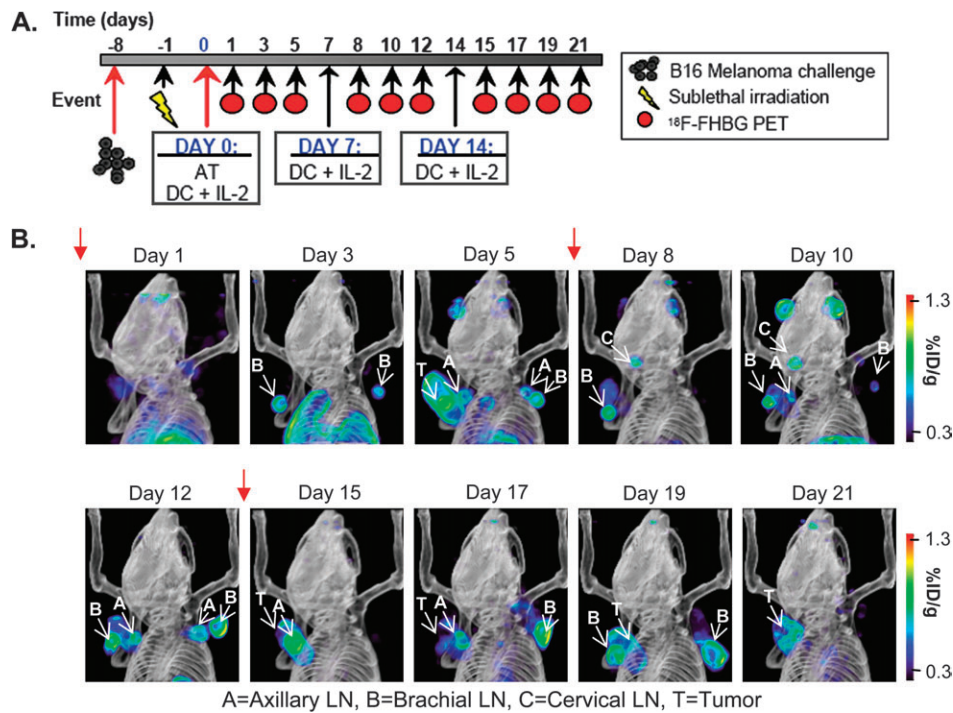 A.
Time (days)
-8 -1 0 1 3 5 7 8 10 12 14 15 17 19 21
Event
DAY 0:
AT
DC + IL-2
DAY 7:
DC + IL-2
DAY 14:
DC + IL-2
B16 Melanoma challenge
Sublethal irradiation
¹⁸F-FHBG PET
B.
Day 1 Day 3 Day 5 Day 8 Day 10
B B
T A A B
C B
C B A B
1.3
%ID/g
0.3
Day 12 Day 15 Day 17 Day 19 Day 21
B A A B
T A
T A B
B T B
T
1.3
%ID/g
0.3
A=Axillary LN, B=Brachial LN, C=Cervical LN, T=Tumor